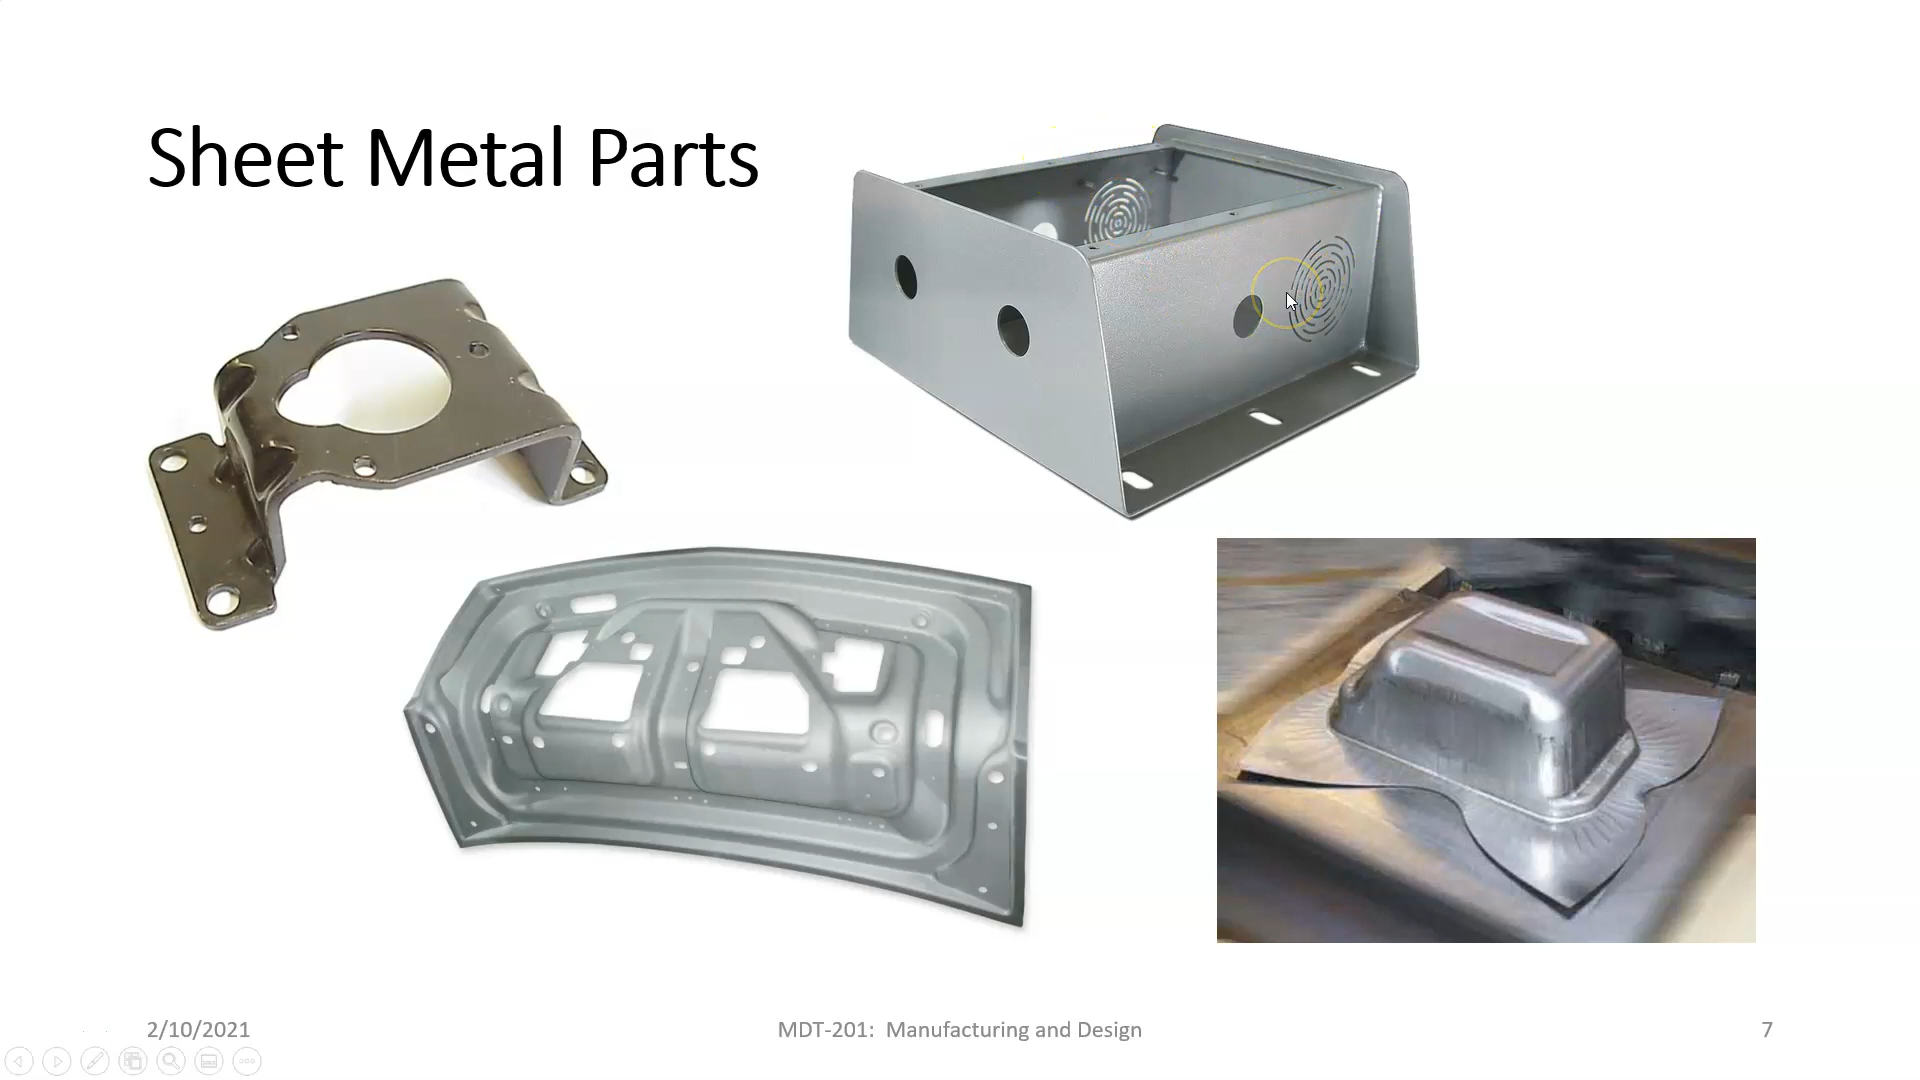 Sheet Metal Parts
2/10/2021
MDT-201: Manufacturing and Design
7